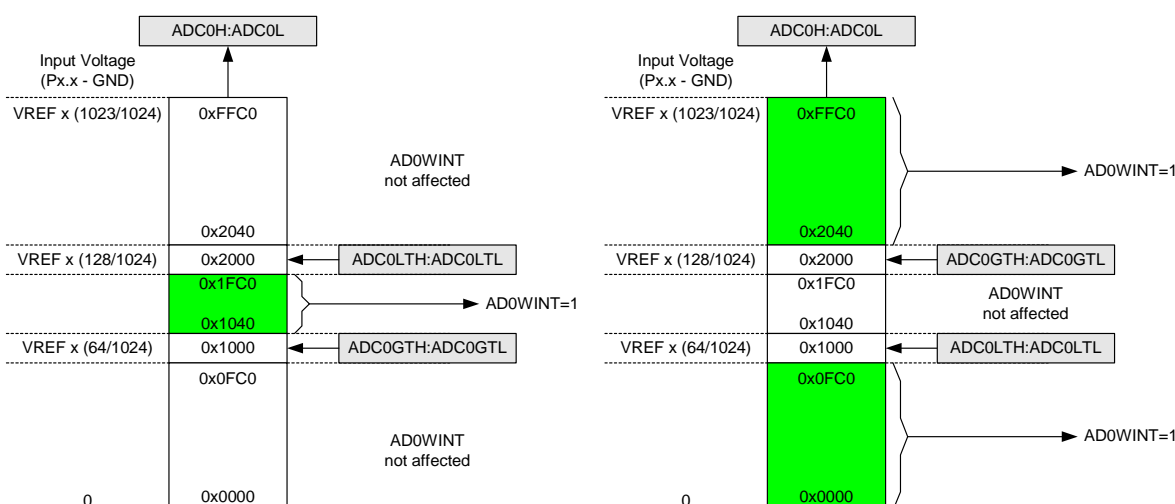 ADC0H:ADC0L
Input Voltage
(Px.x - GND)
VREF x (1023/1024)
0xFFC0
AD0WINT
not affected
0x2040
VREF x (128/1024)
0x2000
ADC0LTH:ADC0LTL
0x1FC0
AD0WINT=1
0x1040
VREF x (64/1024)
0x1000
ADC0GTH:ADC0GTL
0x0FC0
AD0WINT
not affected
0
0x0000
ADC0H:ADC0L
Input Voltage
(Px.x - GND)
VREF x (1023/1024)
0xFFC0
AD0WINT=1
0x2040
VREF x (128/1024)
0x2000
ADC0GTH:ADC0GTL
0x1FC0
AD0WINT
not affected
0x1040
VREF x (64/1024)
0x1000
ADC0LTH:ADC0LTL
0x0FC0
AD0WINT=1
0
0x0000